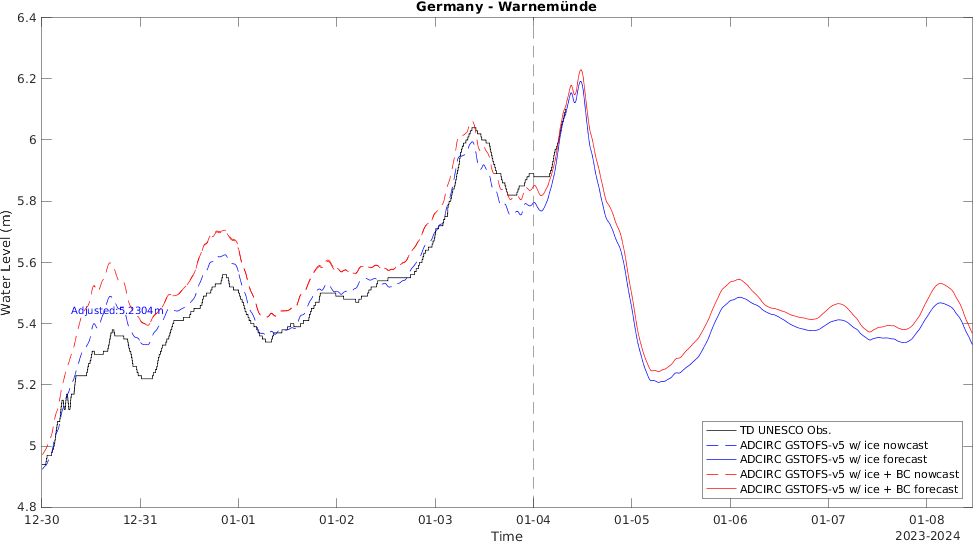 Germany - Warnemünde
Water Level (m)
6.4
6.2
6
5.8
5.6
5.4
5.2
5
4.8
Adjusted:5.2304m
TD UNESCO Obs.
ADCIRC GSTOFS-v5 w/ ice nowcast
ADCIRC GSTOFS-v5 w/ ice forecast
ADCIRC GSTOFS-v5 w/ ice + BC nowcast
ADCIRC GSTOFS-v5 w/ ice + BC forecast
12-30 12-31 01-01 01-02 01-03 01-04 01-05 01-06 01-07 01-08
Time
2023-2024